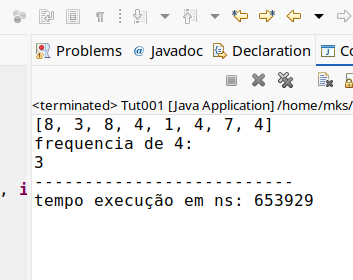 Problems @ Javadoc Declaration
<terminated> Tut001 [Java Application] /home/mks/
[8, 3, 8, 4, 1, 4, 7, 4]
frequencia de 4:
3
--------------------------
, i
tempo execução em ns: 653929